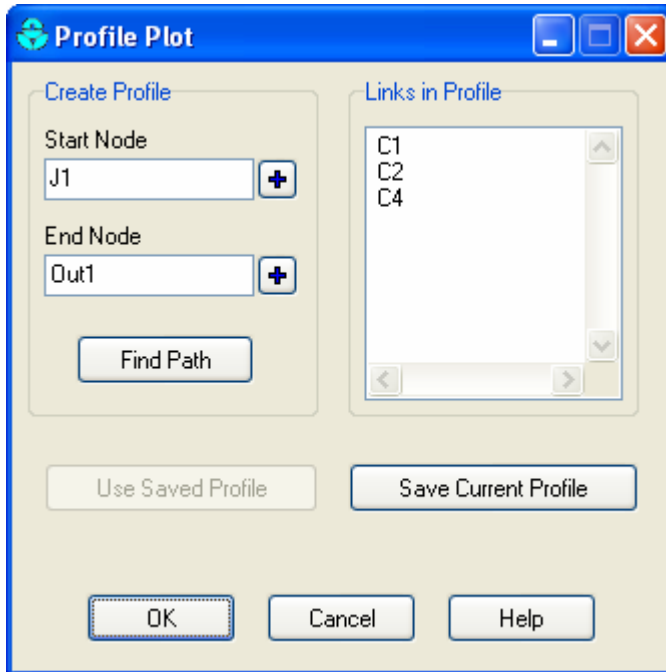 Profile Plot
Create Profile
Start Node
J1
End Node
Out1
Find Path
Links in Profile
C1
C2
C4
Use Saved Profile
Save Current Profile
OK
Cancel
Help